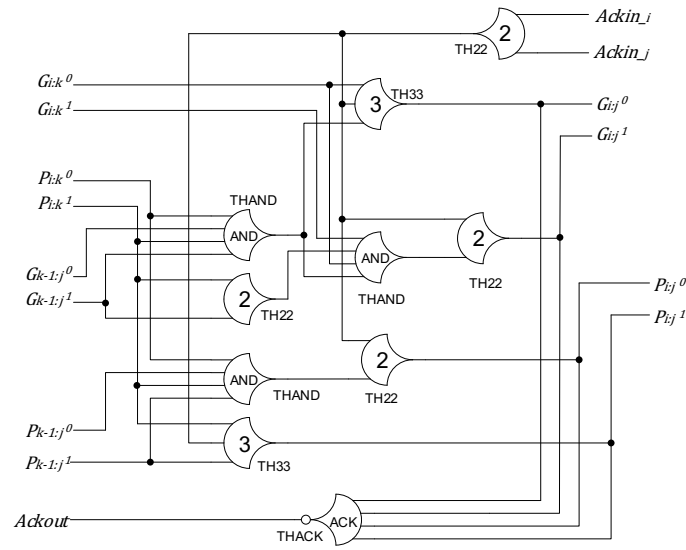 2
TH22
Ackin_i
Ackin_j
Gi:k⁰
Gi:k¹
3
TH33
Gi:j⁰
Gi:j¹
Pi:k⁰
Pi:k¹
THAND
AND
Gk-1:j⁰
Gk-1:j¹
2
TH22
AND
THAND
2
TH22
Pi:j⁰
Pi:j¹
2
TH22
AND
THAND
Pk-1:j⁰
Pk-1:j¹
3
TH33
Ackout
THACK
ACK